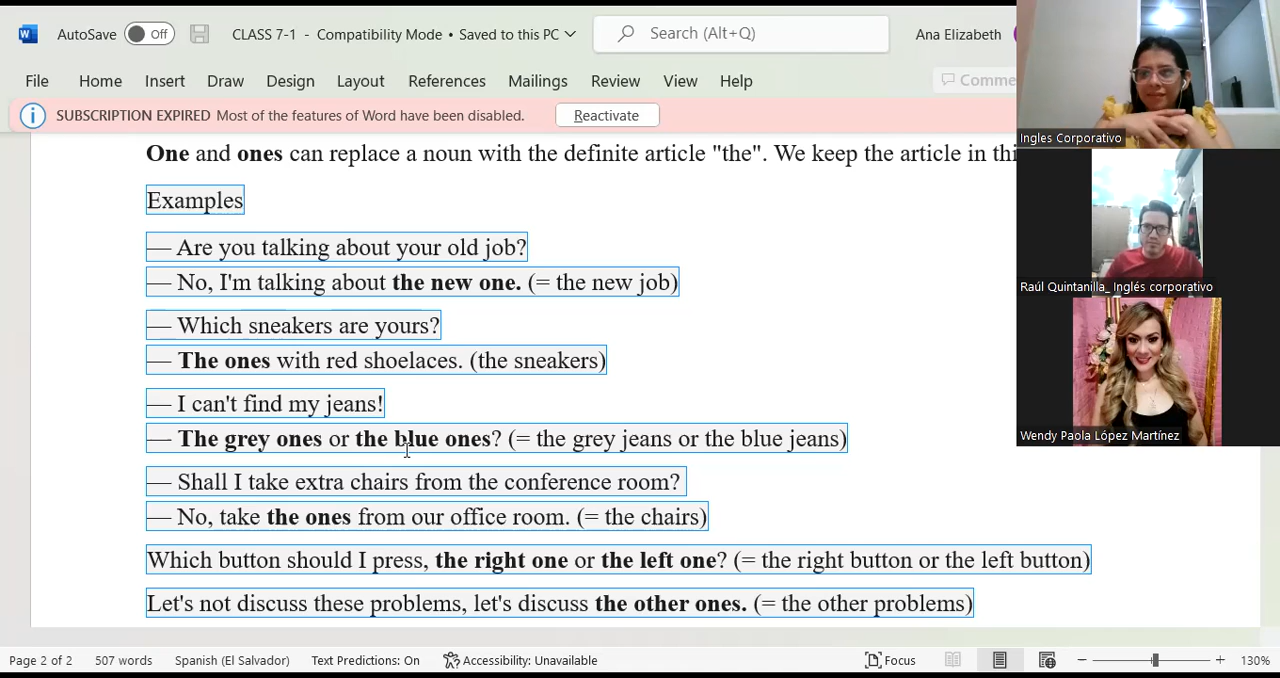 AutoSave Off CLASS 7-1 - Compatibility Mode • Saved to this PC Search (Alt+Q) Ana Elizabeth
File Home Insert Draw Design Layout References Mailings Review View Help Comme
SUBSCRIPTION EXPIRED Most of the features of Word have been disabled. Reactivate
Ingles Corporativo
One and ones can replace a noun with the definite article "the". We keep the article in thi
Examples
— Are you talking about your old job?
— No, I'm talking about the new one. (= the new job)
Raúl Quintanilla_ Inglés corporativo
— Which sneakers are yours?
— The ones with red shoelaces. (the sneakers)
— I can't find my jeans!
— The grey ones or the blue ones? (= the grey jeans or the blue jeans)
Wendy Paola López Martínez
— Shall I take extra chairs from the conference room?
— No, take the ones from our office room. (= the chairs)
Which button should I press, the right one or the left one? (= the right button or the left button)
Let's not discuss these problems, let's discuss the other ones. (= the other problems)
Page 2 of 2 507 words Spanish (El Salvador) Text Predictions: On Accessibility: Unavailable Focus 130%